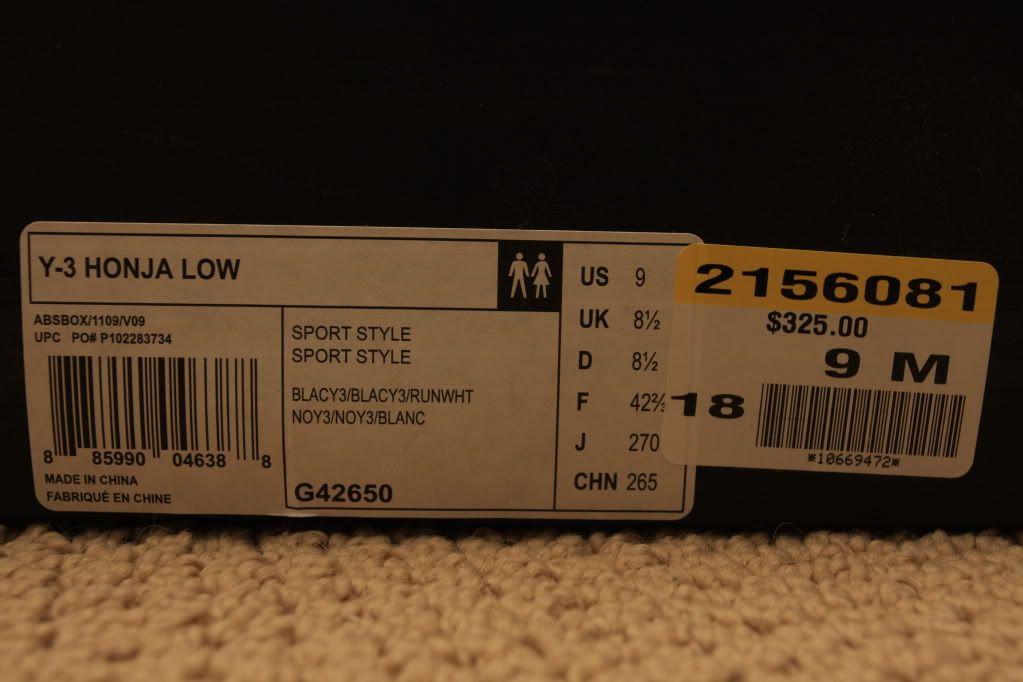 Y-3 HONJA LOW
ABSBOX/1109/V09
UPC PO# P102283734
8 85990 04638 8
MADE IN CHINA
FABRIQUÉ EN CHINE
SPORT STYLE
SPORT STYLE
BLACY3/BLACY3/RUNWHT
NOY3/NOY3/BLANC
G42650
US 9
UK 8½
D 8½
F 42⅔
J 270
CHN 265
2156081
$325.00
9 M
18
*10669472*